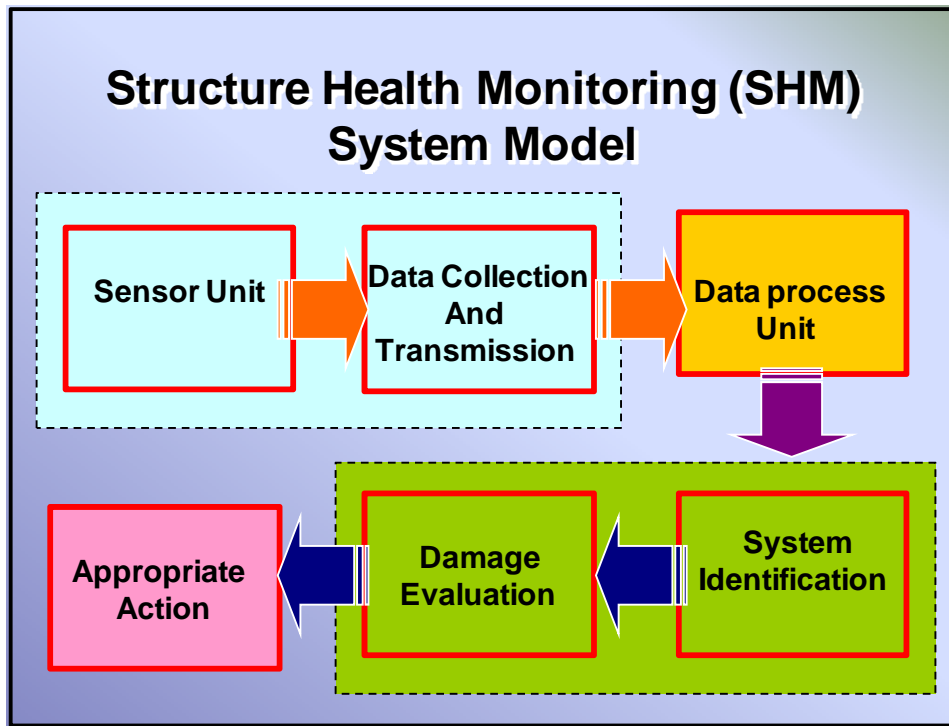 Structure Health Monitoring (SHM)
System Model
Sensor Unit
Data Collection
And
Transmission
Data process
Unit
System
Identification
Damage
Evaluation
Appropriate
Action